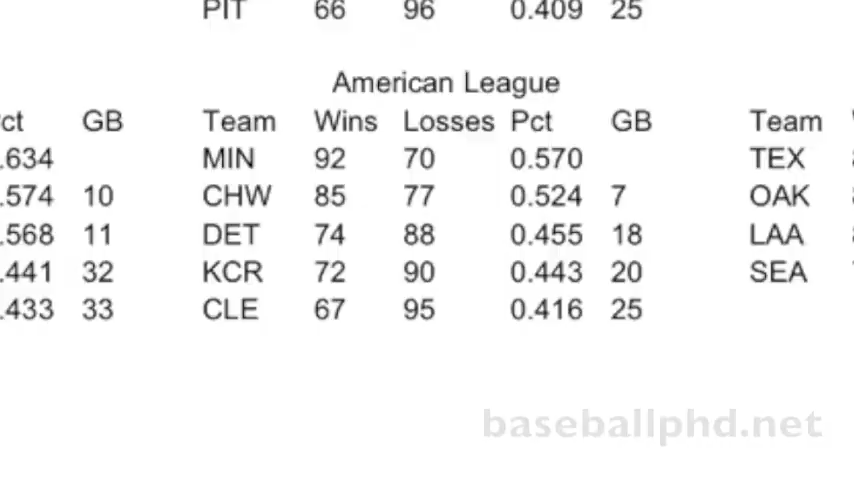 PIT 66 96 0.409 25
American League
ct GB Team Wins Losses Pct GB Team
.634 MIN 92 70 0.570 TEX
.574 10 CHW 85 77 0.524 7 OAK
.568 11 DET 74 88 0.455 18 LAA
.441 32 KCR 72 90 0.443 20 SEA
.433 33 CLE 67 95 0.416 25
baseballphd.net